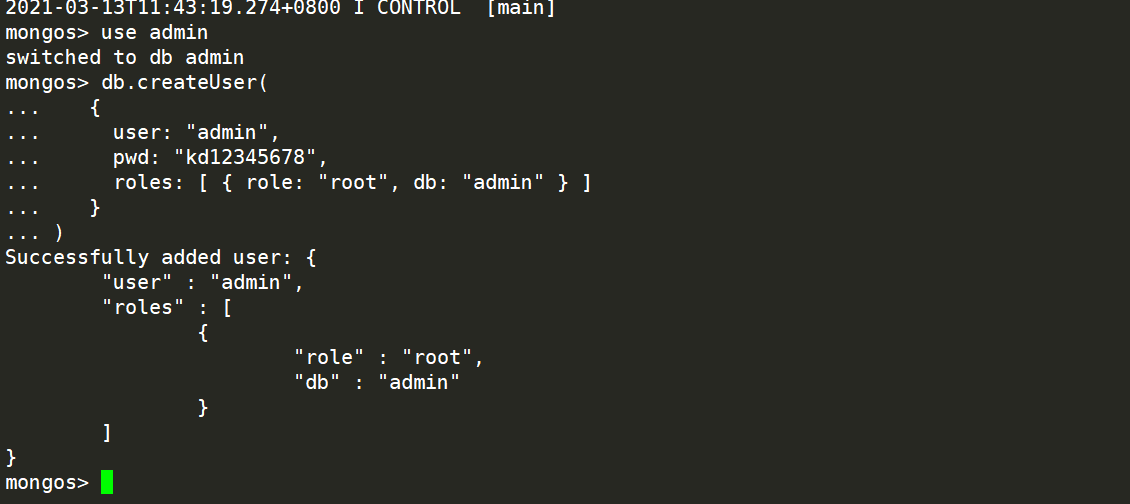 2021-03-13T11:43:19.274+0800 I CONTROL  [main]
mongos> use admin
switched to db admin
mongos> db.createUser(
...    {
...      user: "admin",
...      pwd: "kd12345678",
...      roles: [ { role: "root", db: "admin" } ]
...    }
... )
Successfully added user: {
        "user" : "admin",
        "roles" : [
                {
                        "role" : "root",
                        "db" : "admin"
                }
        ]
}
mongos>